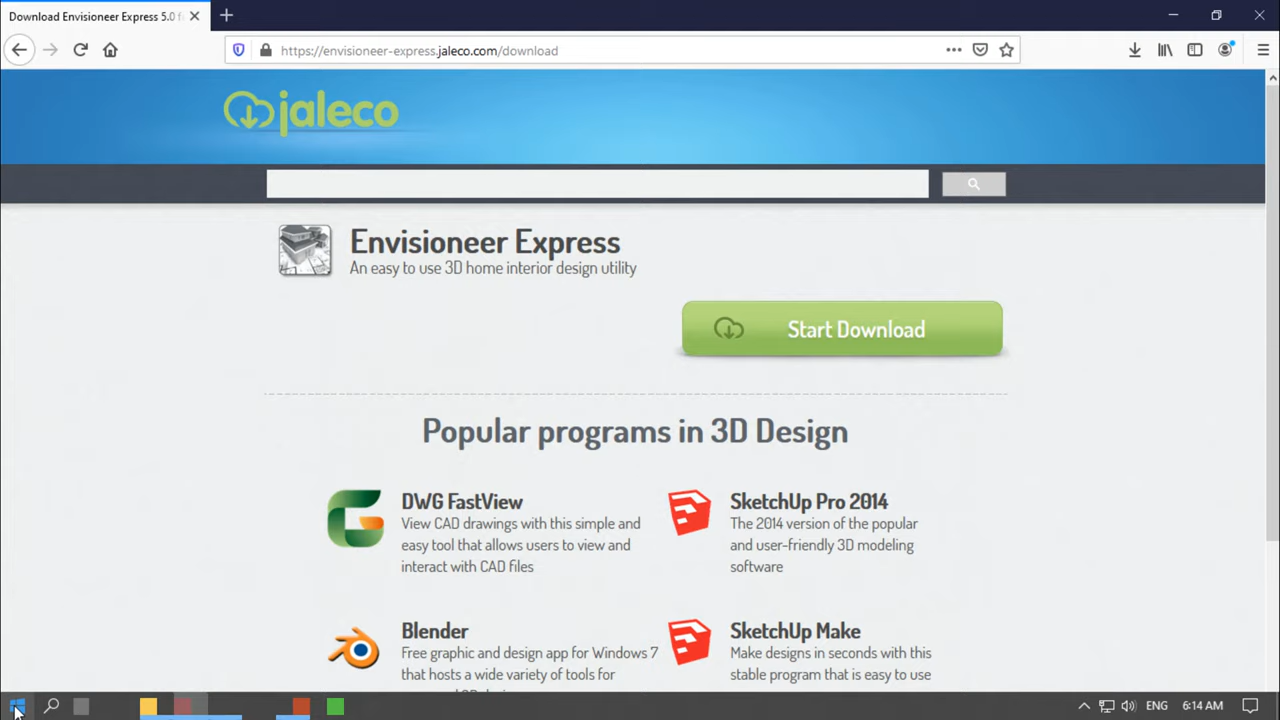 Download Envisioneer Express 5.0 f
https://envisioneer-express.jaleco.com/download
jaleco
Envisioneer Express
An easy to use 3D home interior design utility
Start Download
Popular programs in 3D Design
DWG FastView
View CAD drawings with this simple and
easy tool that allows users to view and
interact with CAD files
SketchUp Pro 2014
The 2014 version of the popular
and user-friendly 3D modeling
software
Blender
Free graphic and design app for Windows 7
that hosts a wide variety of tools for
SketchUp Make
Make designs in seconds with this
stable program that is easy to use
ENG
6:14 AM